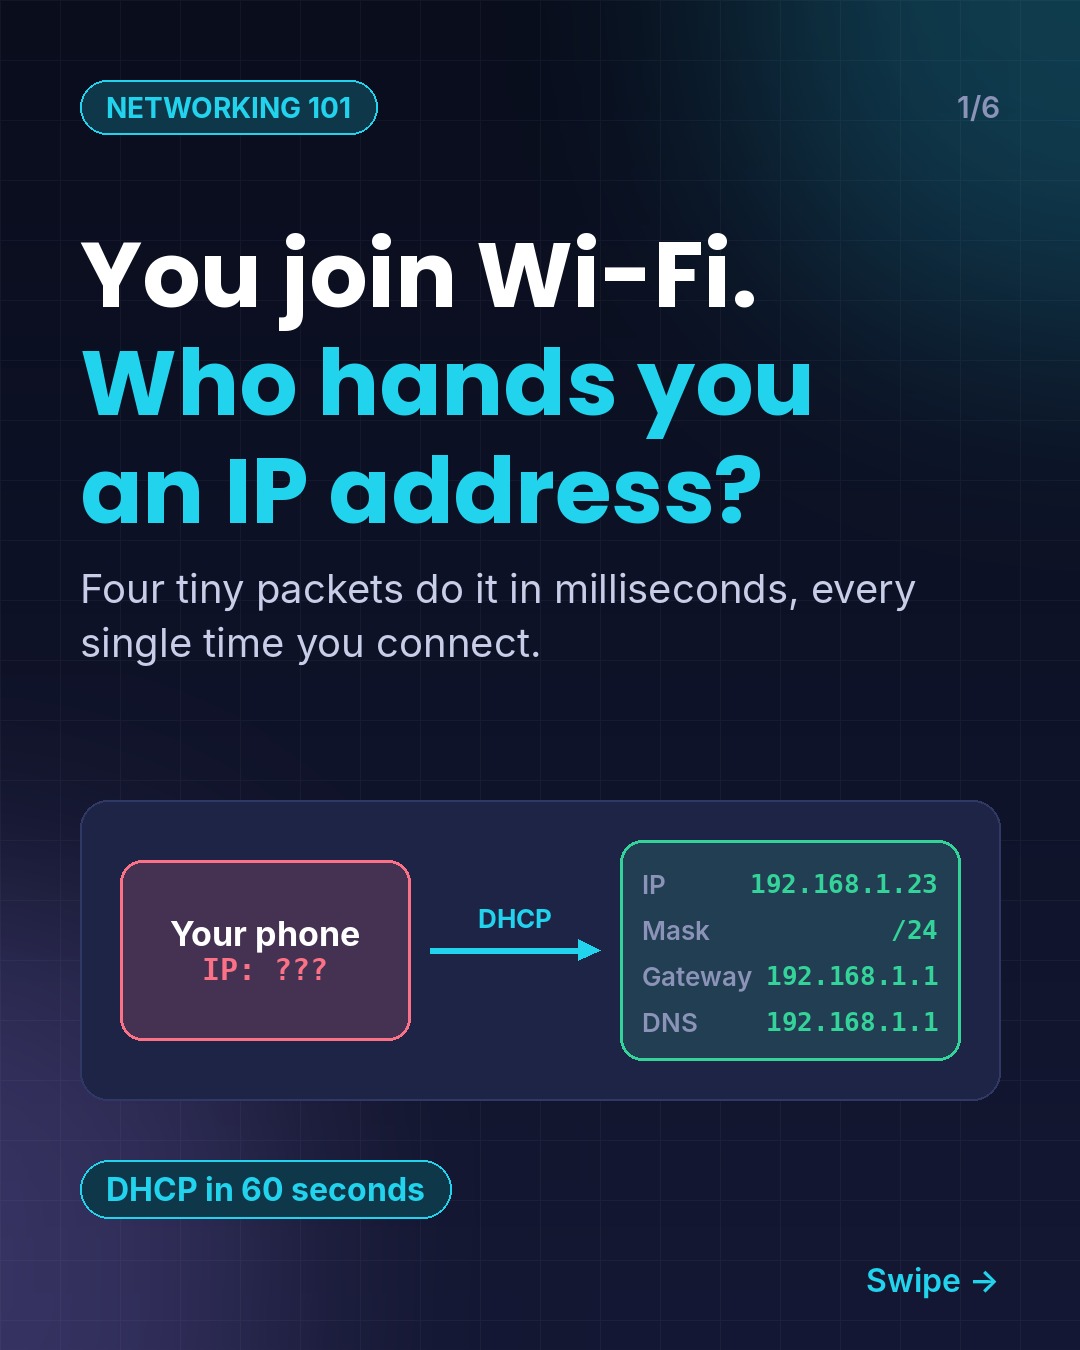 NETWORKING 101
1/6
You join Wi-Fi.
Who hands you
an IP address?
Four tiny packets do it in milliseconds, every
single time you connect.
Your phone
IP: ???
DHCP
IP 192.168.1.23
Mask /24
Gateway 192.168.1.1
DNS 192.168.1.1
DHCP in 60 seconds
Swipe →